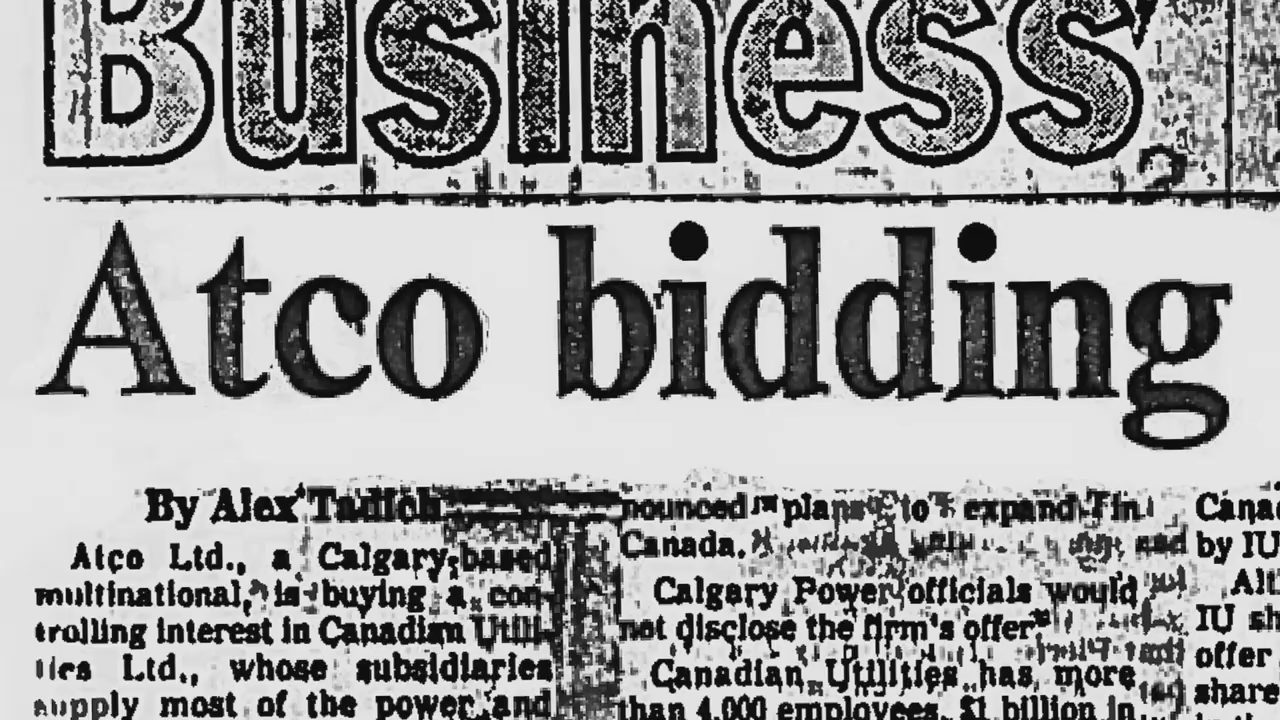 Business
Atco bidding
By Alex Tadich
Atco Ltd., a Calgary-based
multinational, is buying a con-
trolling interest in Canadian Utili-
ties Ltd., whose subsidiaries
supply most of the power and
nounced plans to expand in
Canada.
Calgary Power officials would
not disclose the firm's offer
Canadian Utilities has more
than 4,000 employees, $1 billion in
Cana
by IU
Alt
IU sh
offer
share